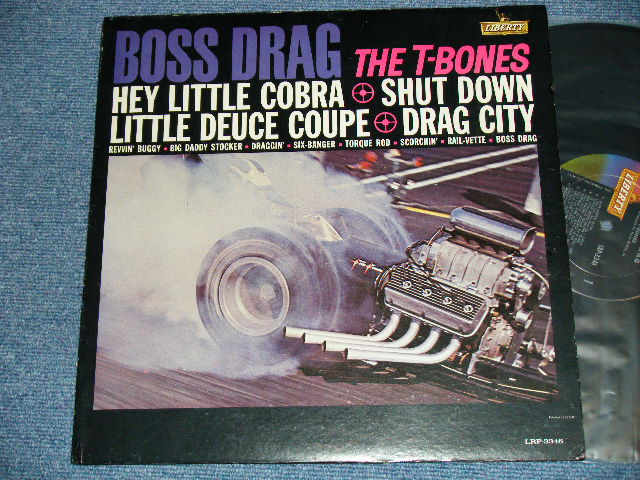 LIBERTY
BOSS DRAG THE T-BONES
HEY LITTLE COBRA SHUT DOWN
LITTLE DEUCE COUPE DRAG CITY
REVVIN' BUGGY • BIG DADDY STOCKER • DRAGGIN' • SIX-BANGER • TORQUE ROD • SCORCHIN' • RAIL-VETTE • BOSS DRAG
LRP-3346
LIBERTY